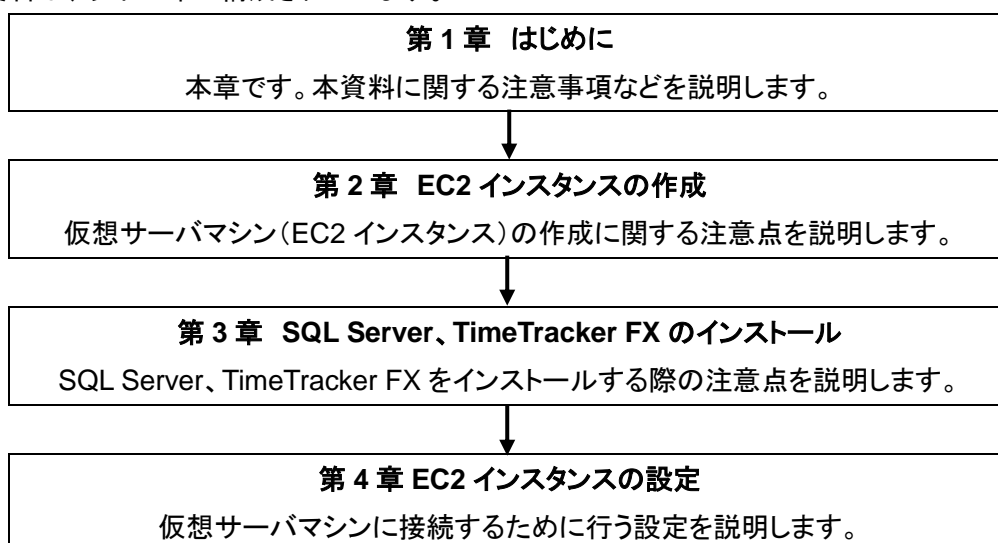 第 1 章 はじめに
本章です。本資料に関する注意事項などを説明します。
第 2 章 EC2 インスタンスの作成
仮想サーバマシン（EC2 インスタンス）の作成に関する注意点を説明します。
第 3 章 SQL Server、TimeTracker FX のインストール
SQL Server、TimeTracker FX をインストールする際の注意点を説明します。
第 4 章 EC2 インスタンスの設定
仮想サーバマシンに接続するために行う設定を説明します。